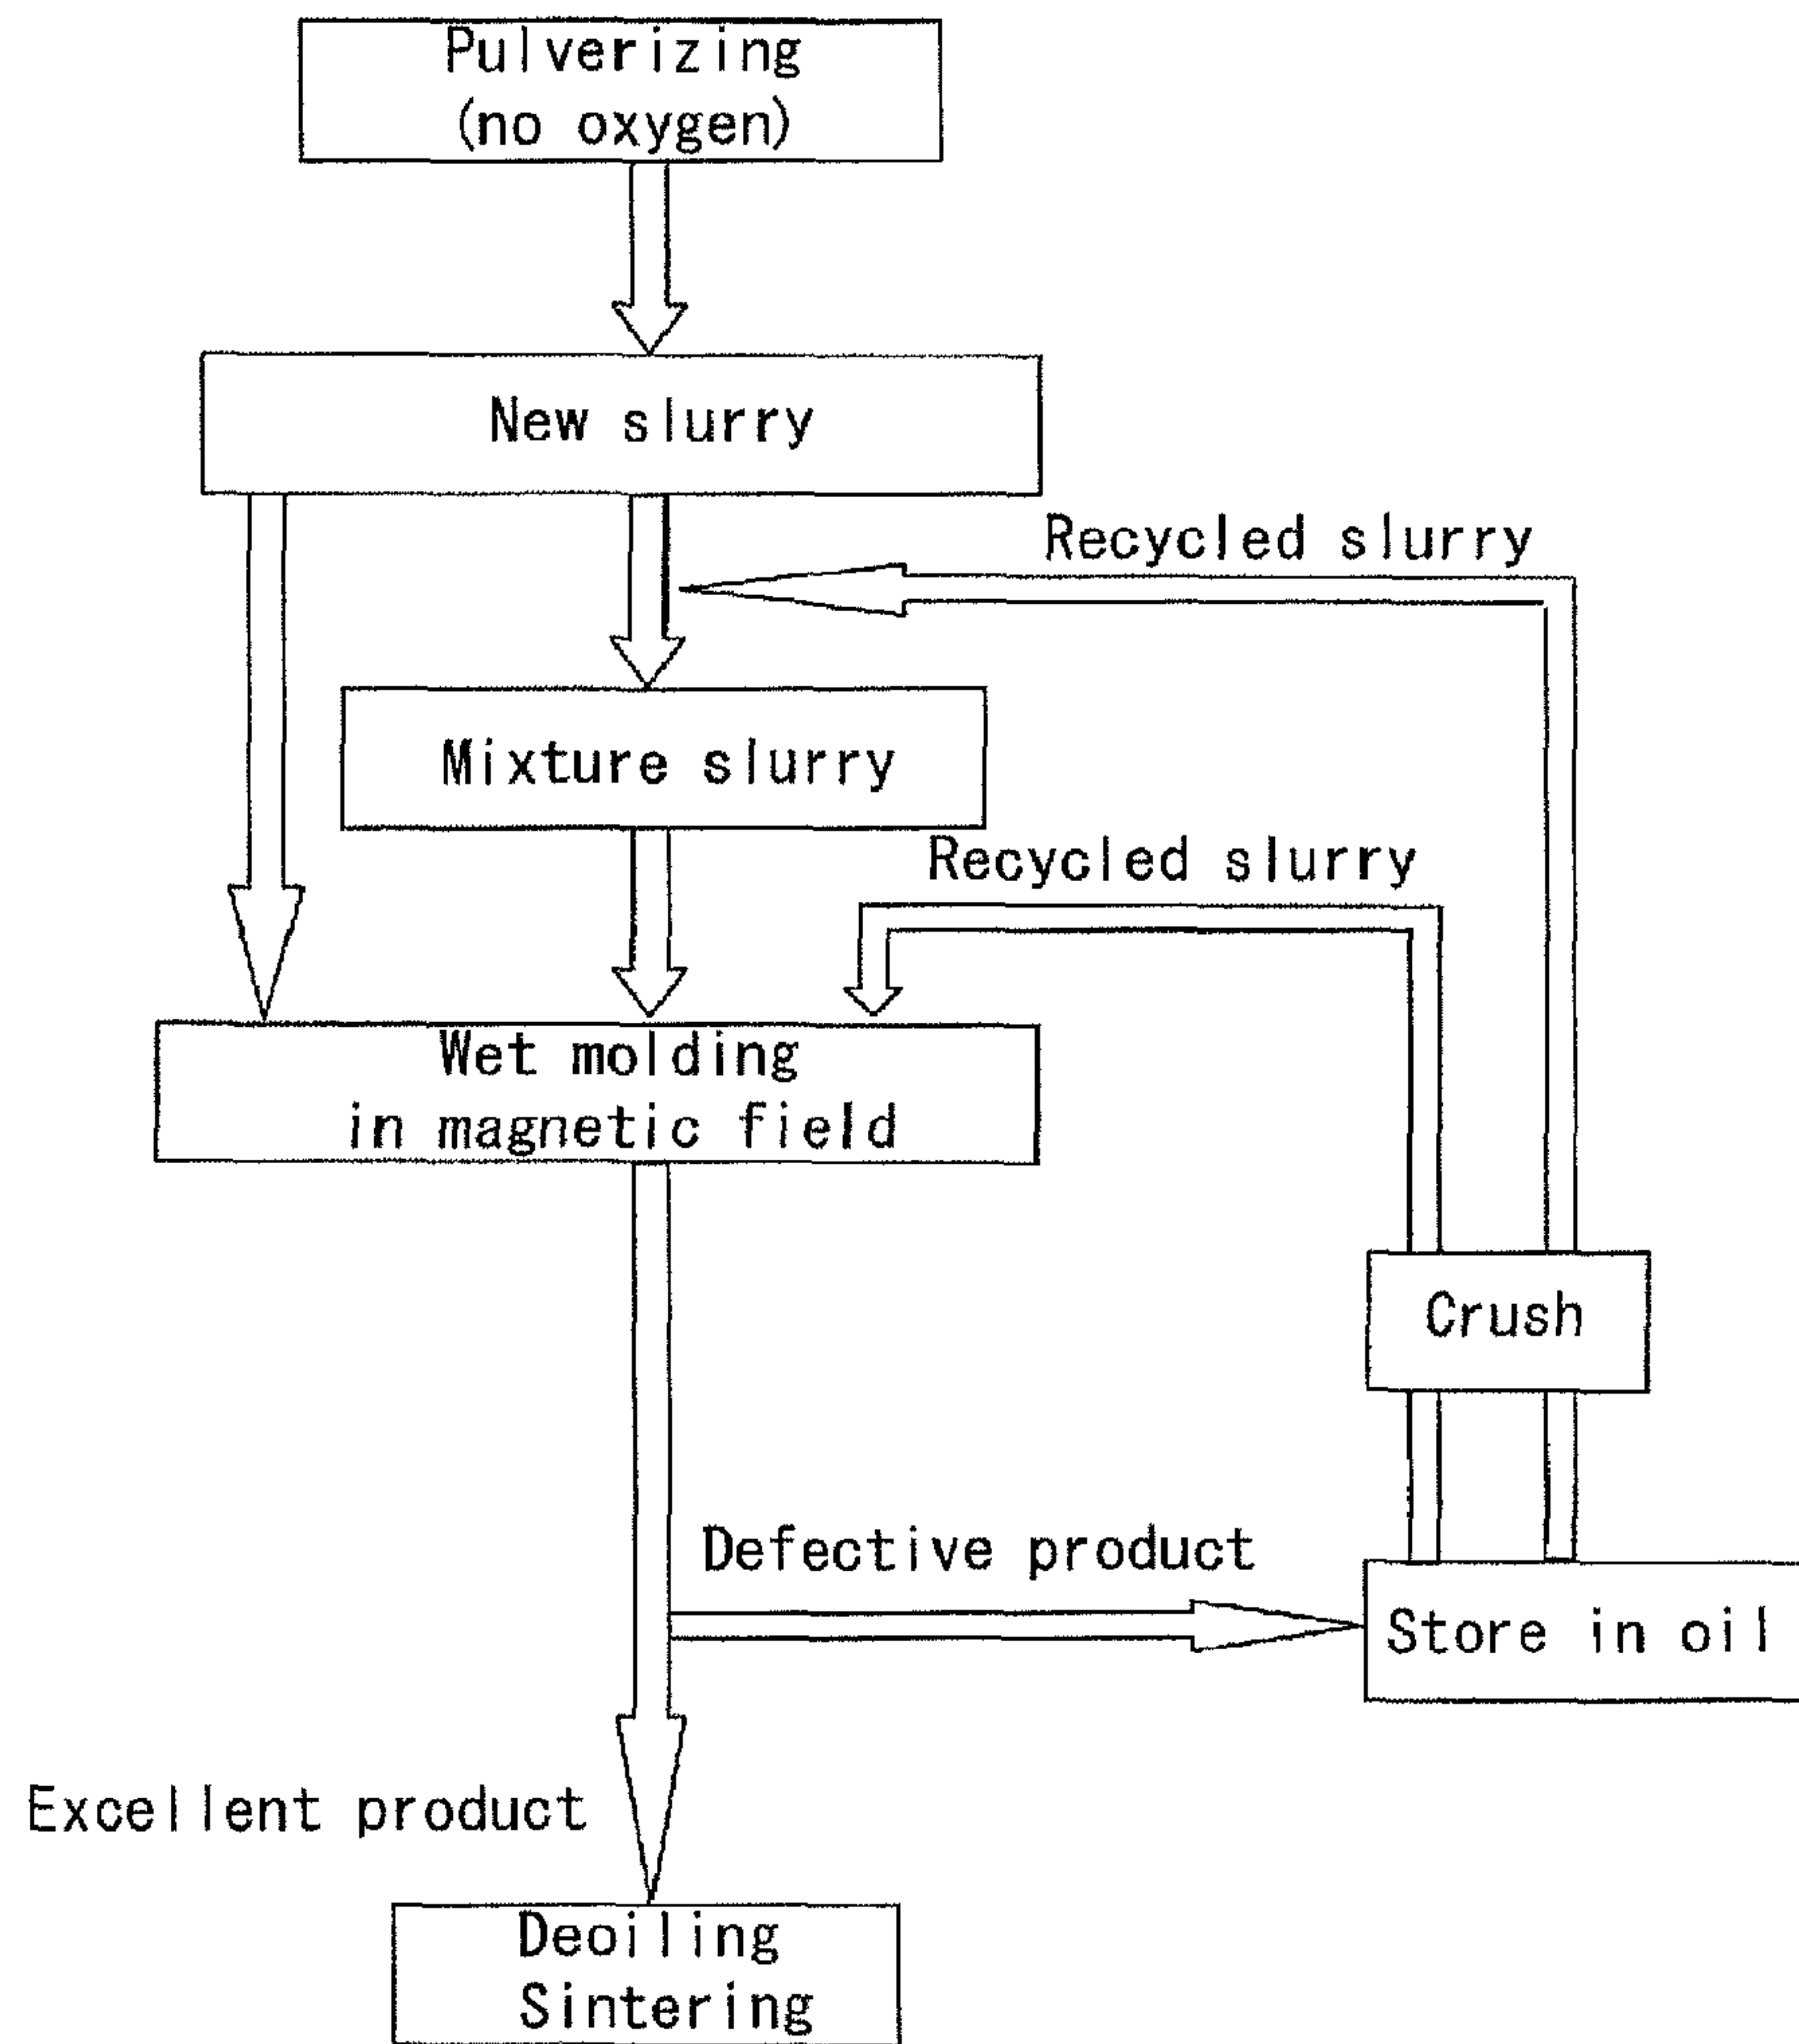 Pulverizing
(no oxygen)
New slurry
Recycled slurry
Mixture slurry
Recycled slurry
Wet molding
in magnetic field
Crush
Defective product
Store in oil
Excellent product
Deoiling
Sintering